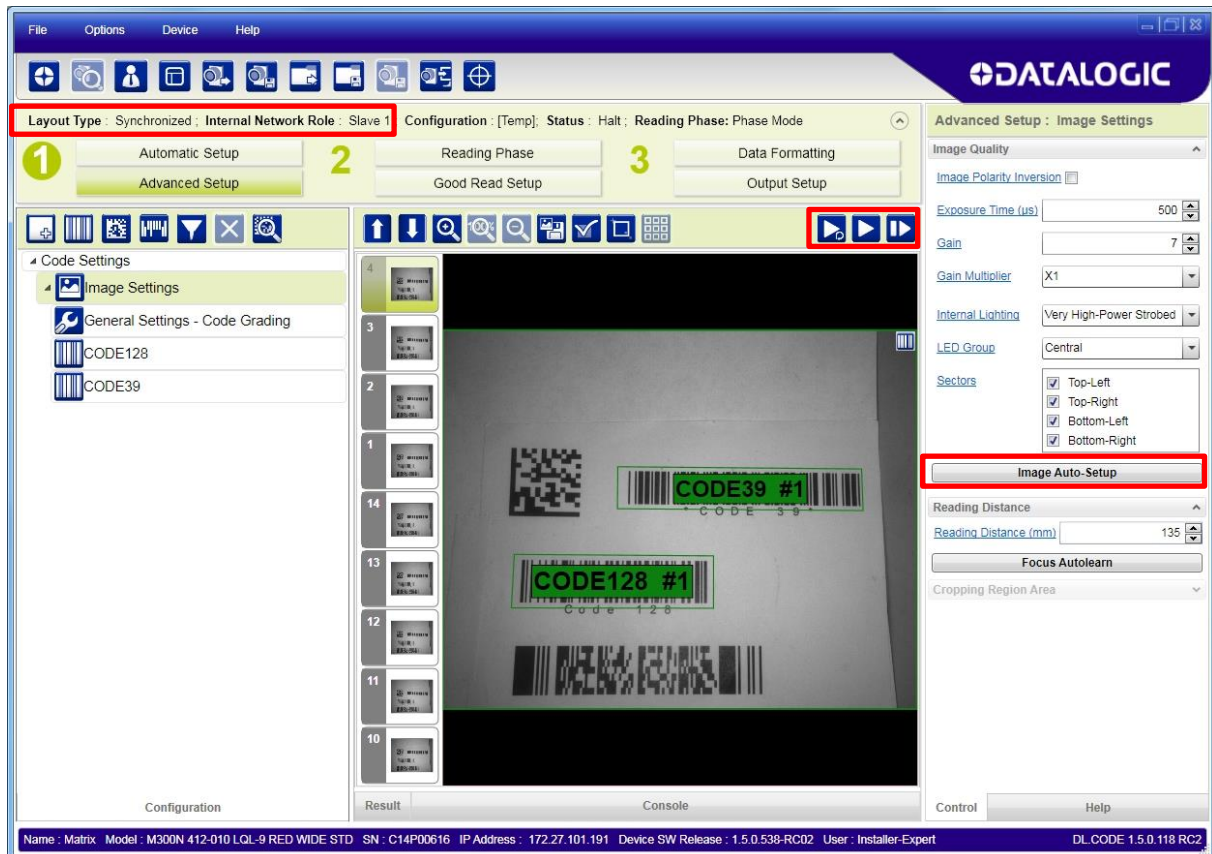 File Options Device Help
DATALOGIC
Layout Type : Synchronized ; Internal Network Role : Slave 1 Configuration : [Temp]; Status : Halt ; Reading Phase: Phase Mode
1 Automatic Setup
Advanced Setup
2 Reading Phase
Good Read Setup
3 Data Formatting
Output Setup
Code Settings
Image Settings
General Settings - Code Grading
CODE128
CODE39
Configuration
4
3
2
1
14
13
12
11
10
CODE39 #1
* C O D E 3 9 *
CODE128 #1
C o d e 1 2 8
Result Console
Advanced Setup : Image Settings
Image Quality
Image Polarity Inversion
Exposure Time (µs) 500
Gain 7
Gain Multiplier X1
Internal Lighting Very High-Power Strobed
LED Group Central
Sectors Top-Left
Top-Right
Bottom-Left
Bottom-Right
Image Auto-Setup
Reading Distance
Reading Distance (mm) 135
Focus Autolearn
Cropping Region Area
Control Help
Name : Matrix Model : M300N 412-010 LQL-9 RED WIDE STD SN : C14P00616 IP Address : 172.27.101.191 Device SW Release : 1.5.0.538-RC02 User : Installer-Expert DL.CODE 1.5.0.118 RC2